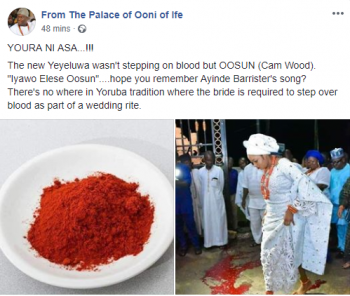 From The Palace of Ooni of Ife
48 mins ·
YOURA NI ASA...!!!
The new Yeyeluwa wasn't stepping on blood but OOSUN (Cam Wood).
"Iyawo Elese Oosun"....hope you remember Ayinde Barrister's song?
There's no where in Yoruba tradition where the bride is required to step over
blood as part of a wedding rite.